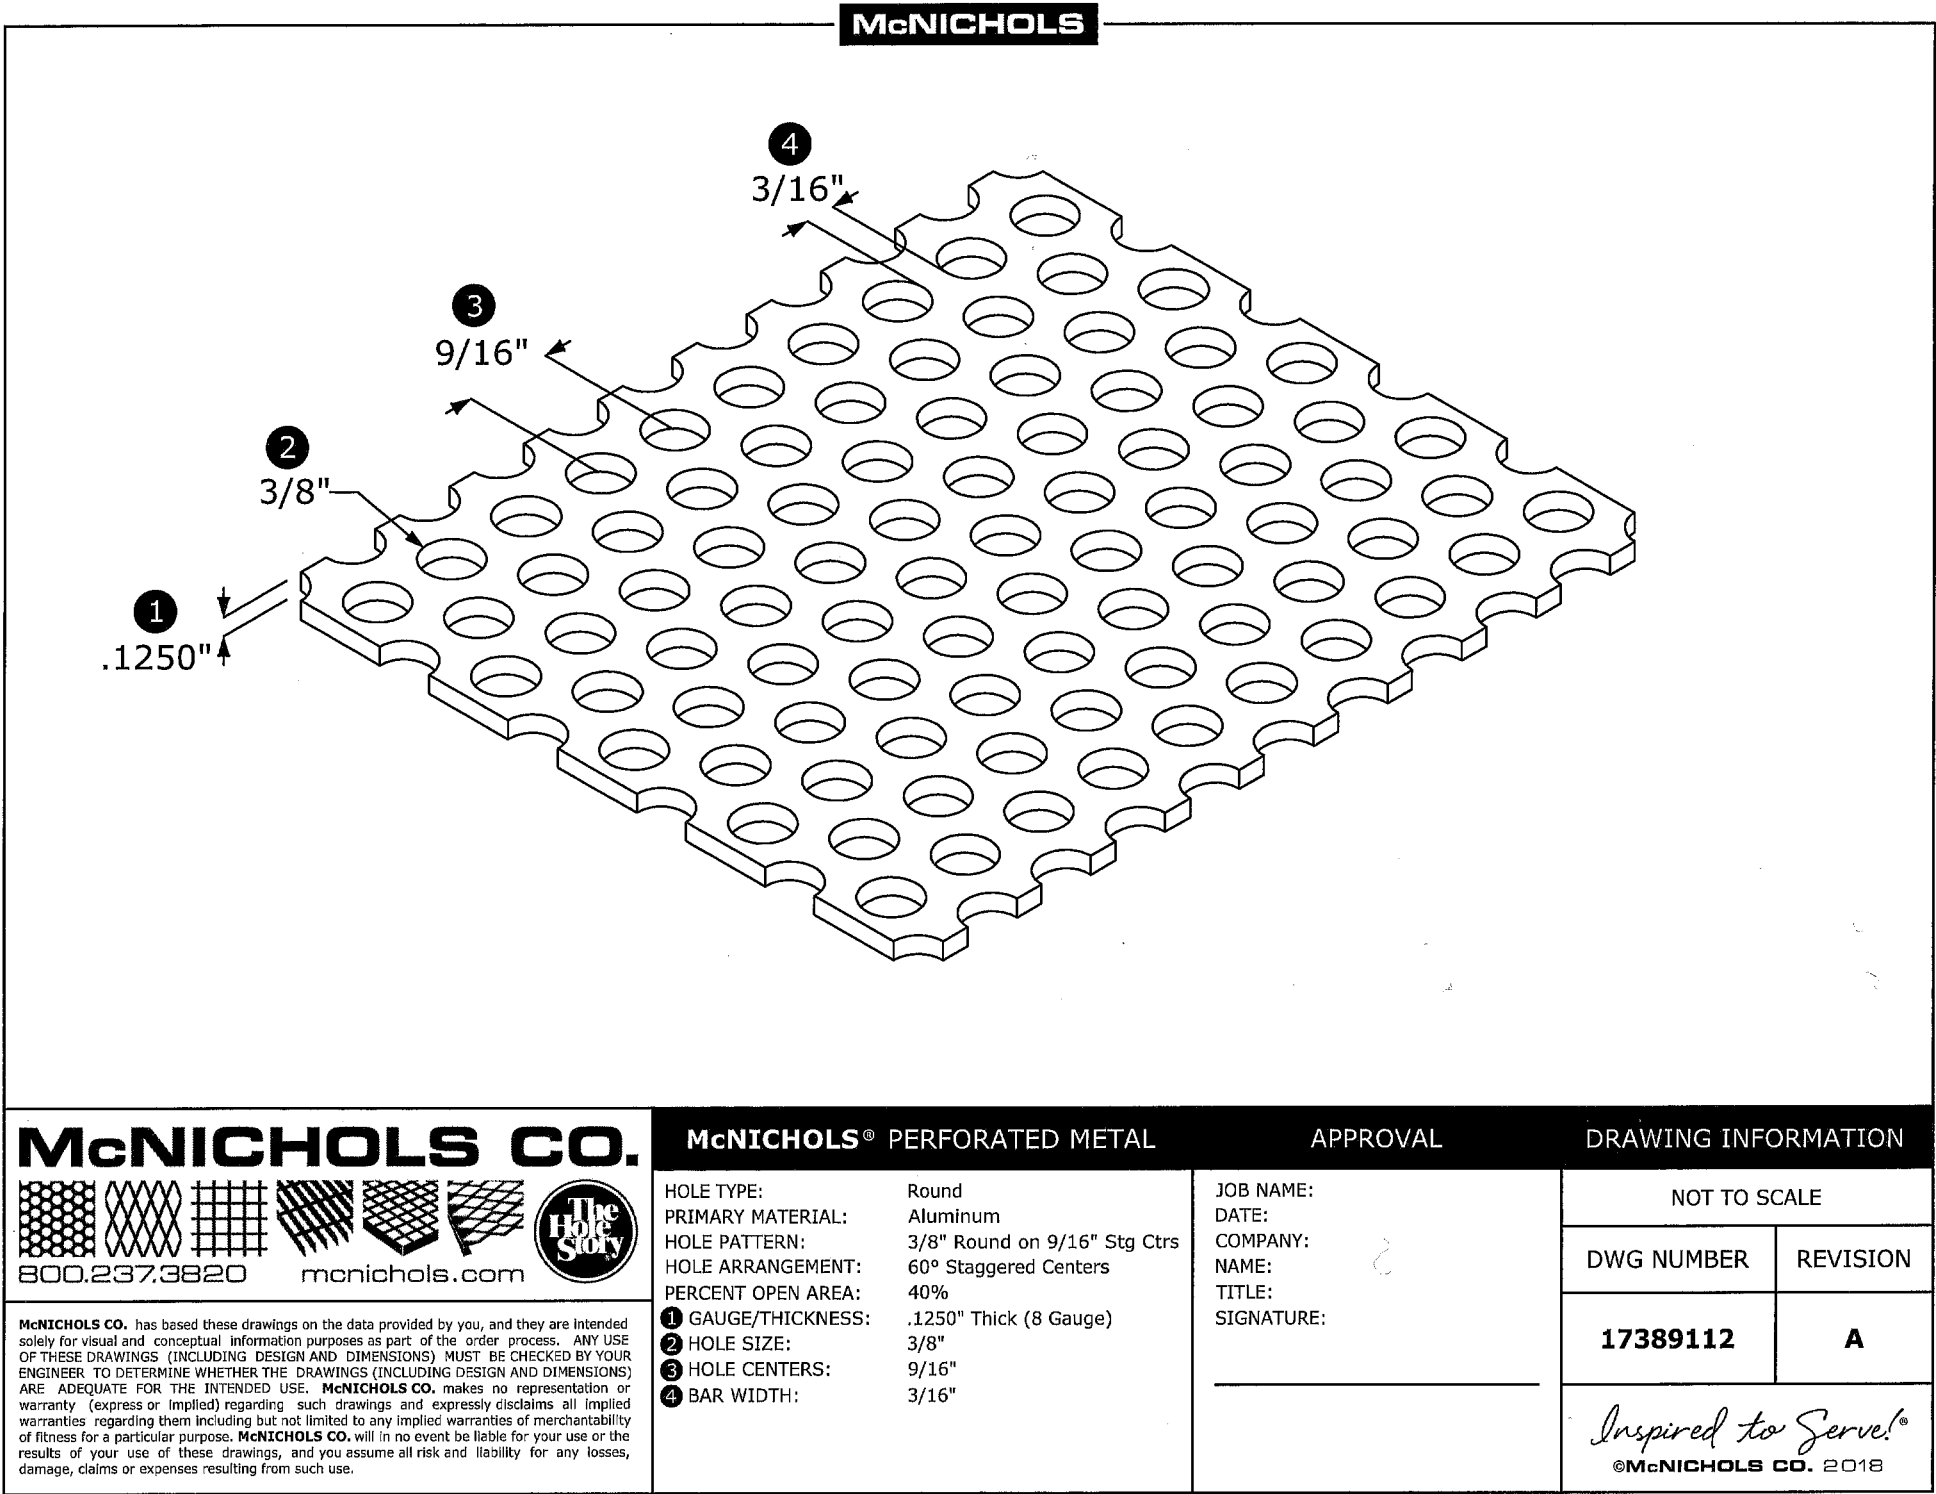 McNICHOLS
4
3/16"
3
9/16"
2
3/8"
1
.1250"
McNICHOLS CO.
The
Hole
Story
800.237.3820 mcnichols.com
McNICHOLS CO. has based these drawings on the data provided by you, and they are intended
solely for visual and conceptual information purposes as part of the order process. ANY USE
OF THESE DRAWINGS (INCLUDING DESIGN AND DIMENSIONS) MUST BE CHECKED BY YOUR
ENGINEER TO DETERMINE WHETHER THE DRAWINGS (INCLUDING DESIGN AND DIMENSIONS)
ARE ADEQUATE FOR THE INTENDED USE. McNICHOLS CO. makes no representation or
warranty (express or implied) regarding such drawings and expressly disclaims all implied
warranties regarding them including but not limited to any implied warranties of merchantability
of fitness for a particular purpose. McNICHOLS CO. will in no event be liable for your use or the
results of your use of these drawings, and you assume all risk and liability for any losses,
damage, claims or expenses resulting from such use.
McNICHOLS® PERFORATED METAL
HOLE TYPE: Round
PRIMARY MATERIAL: Aluminum
HOLE PATTERN: 3/8" Round on 9/16" Stg Ctrs
HOLE ARRANGEMENT: 60° Staggered Centers
PERCENT OPEN AREA: 40%
1 GAUGE/THICKNESS: .1250" Thick (8 Gauge)
2 HOLE SIZE: 3/8"
3 HOLE CENTERS: 9/16"
4 BAR WIDTH: 3/16"
APPROVAL
JOB NAME:
DATE:
COMPANY:
NAME:
TITLE:
SIGNATURE:
DRAWING INFORMATION
NOT TO SCALE
DWG NUMBER REVISION
17389112 A
Inspired to Serve!®
©McNICHOLS CO. 2018